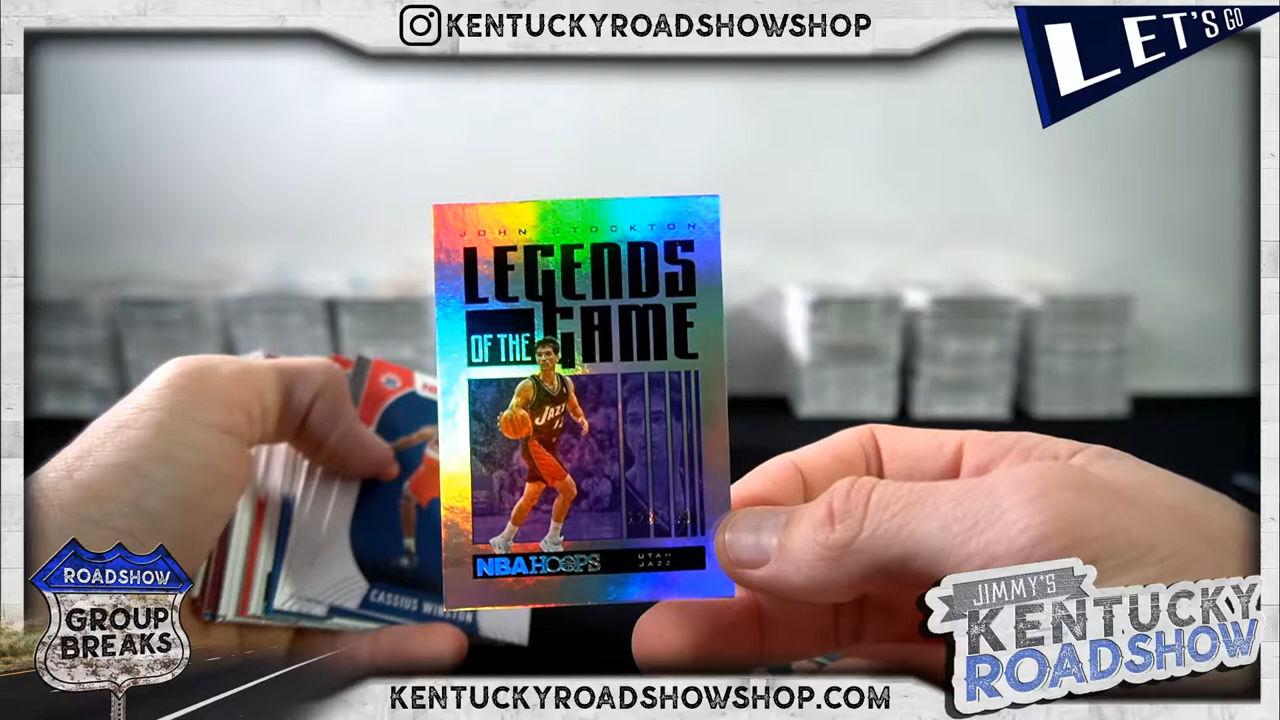 KENTUCKYROADSHOWSHOP
LET'S GO
JOHN STOCKTON
LEGENDS
OF THE GAME
JAZZ
NBA HOOPS
UTAH
JAZZ
CASSIUS WINSTON
ROADSHOW
GROUP
BREAKS
JIMMY'S
KENTUCKY
ROADSHOW
KENTUCKYROADSHOWSHOP.COM